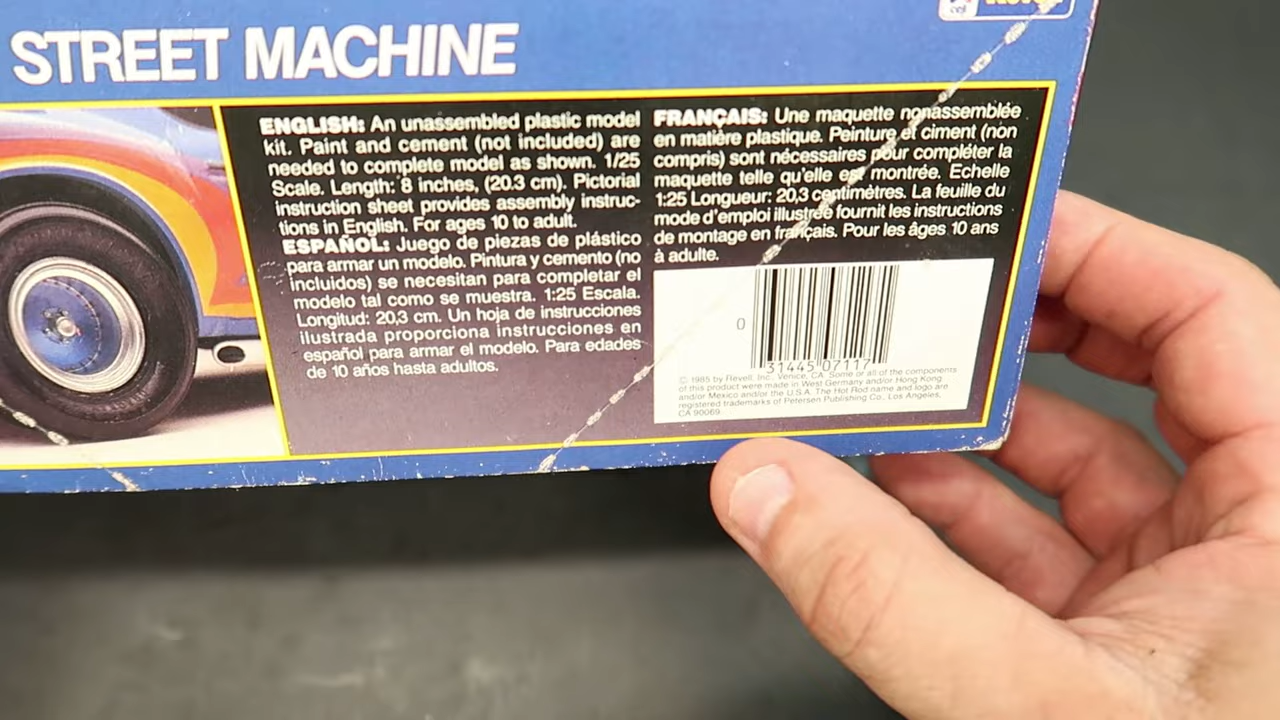 STREET MACHINE
ENGLISH: An unassembled plastic model
kit. Paint and cement (not included) are
needed to complete model as shown. 1/25
Scale. Length: 8 inches, (20.3 cm). Pictorial
instruction sheet provides assembly instruc-
tions in English. For ages 10 to adult.
ESPAÑOL: Juego de piezas de plástico
para armar un modelo. Pintura y cemento (no
incluidos) se necesitan para completar el
modelo tal como se muestra. 1:25 Escala.
Longitud: 20,3 cm. Un hoja de instrucciones
ilustrada proporciona instrucciones en
español para armar el modelo. Para edades
de 10 años hasta adultos.
FRANÇAIS: Une maquette nonassemblée
en matière plastique. Peinture et ciment (non
compris) sont nécessaires pour compléter la
maquette telle qu'elle est montrée. Echelle
1:25 Longueur: 20,3 centimètres. La feuille du
mode d'emploi illustrée fournit les instructions
de montage en français. Pour les âges 10 ans
à adulte.
0
31445 07117
© 1985 by Revell, Inc. Venice, CA. Some or all of the components
of this product were made in West Germany and/or Hong Kong
and/or Mexico and/or the U.S.A. The Hot Rod name and logo are
registered trademarks of Petersen Publishing Co., Los Angeles,
CA 90069.